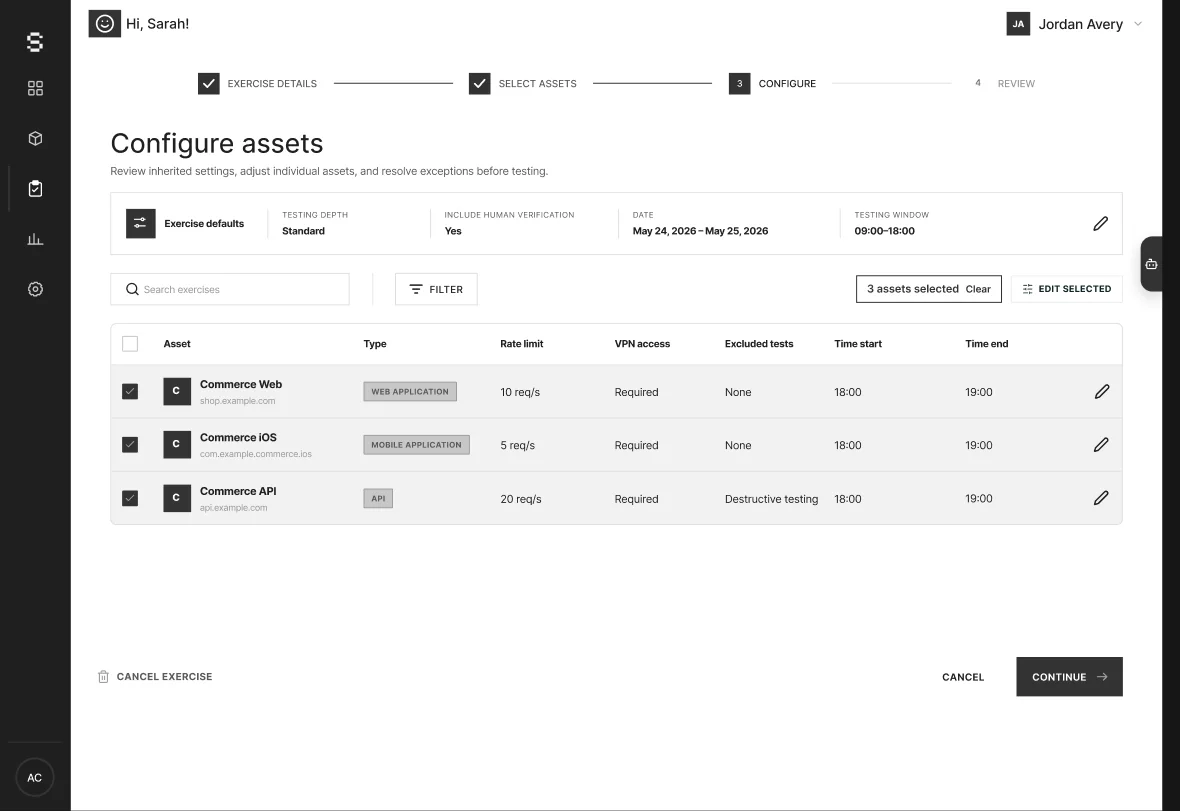 Hi, Sarah!
JA Jordan Avery
EXERCISE DETAILS SELECT ASSETS 3 CONFIGURE 4 REVIEW
Configure assets
Review inherited settings, adjust individual assets, and resolve exceptions before testing.
TESTING DEPTH INCLUDE HUMAN VERIFICATION DATE TESTING WINDOW
Exercise defaults
Standard Yes May 24, 2026 – May 25, 2026 09:00–18:00
Search exercises FILTER 3 assets selected Clear EDIT SELECTED
Asset Type Rate limit VPN access Excluded tests Time start Time end
C Commerce Web WEB APPLICATION 10 req/s Required None 18:00 19:00
shop.example.com
C Commerce iOS MOBILE APPLICATION 5 req/s Required None 18:00 19:00
com.example.commerce.ios
C Commerce API API 20 req/s Required Destructive testing 18:00 19:00
api.example.com
CANCEL EXERCISE CANCEL CONTINUE
AC